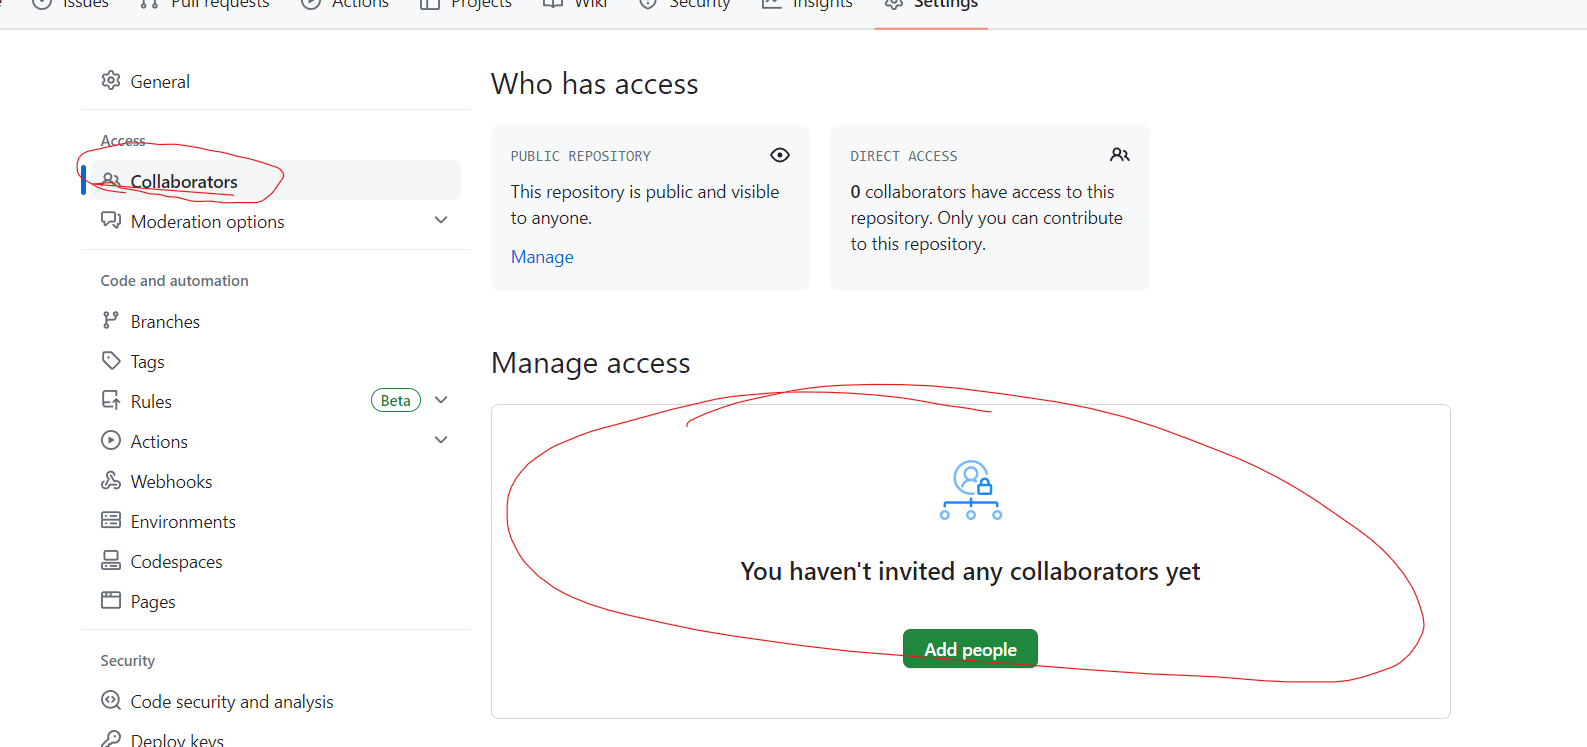 Issues Pull requests Actions Projects Wiki Security Insights Settings
General
Access
Collaborators
Moderation options
Code and automation
Branches
Tags
Rules Beta
Actions
Webhooks
Environments
Codespaces
Pages
Security
Code security and analysis
Deploy keys
Who has access
PUBLIC REPOSITORY
This repository is public and visible
to anyone.
Manage
DIRECT ACCESS
0 collaborators have access to this
repository. Only you can contribute
to this repository.
Manage access
You haven't invited any collaborators yet
Add people